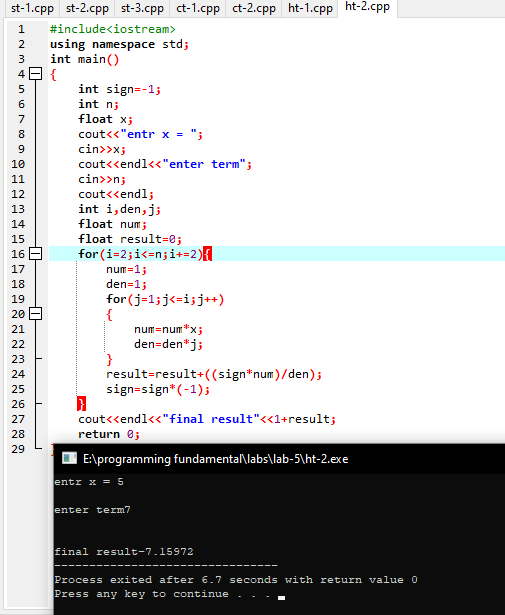 st-1.cpp st-2.cpp st-3.cpp ct-1.cpp ct-2.cpp ht-1.cpp ht-2.cpp
1 #include<iostream>
2 using namespace std;
3 int main()
4 {
5 int sign=-1;
6 int n;
7 float x;
8 cout<<"entr x = ";
9 cin>>x;
10 cout<<endl<<"enter term";
11 cin>>n;
12 cout<<endl;
13 int i,den,j;
14 float num;
15 float result=0;
16 for(i=2;i<=n;i+=2){
17 num=1;
18 den=1;
19 for(j=1;j<=i;j++)
20 {
21 num=num*x;
22 den=den*j;
23 }
24 result=result+((sign*num)/den);
25 sign=sign*(-1);
26 }
27 cout<<endl<<"final result"<<1+result;
28 return 0;
29
E:\programming fundamental\labs\lab-5\ht-2.exe
entr x = 5
enter term7
final result-7.15972
--------------------------------
Process exited after 6.7 seconds with return value 0
Press any key to continue . . .